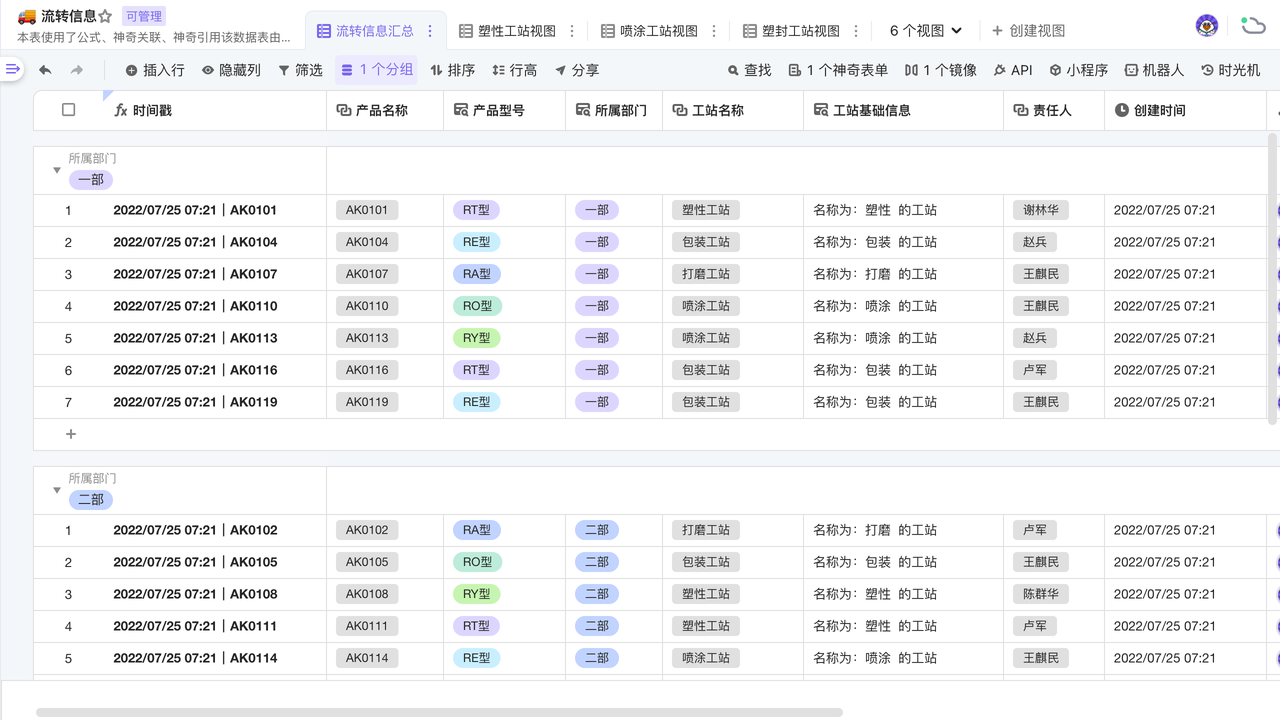 流转信息 可管理
本表使用了公式、神奇关联、神奇引用该数据表由...
流转信息汇总 塑性工站视图 喷涂工站视图 塑封工站视图 6 个视图 创建视图
插入行 隐藏列 筛选 1 个分组 排序 行高 分享 查找 1 个神奇表单 1 个镜像 API 小程序 机器人 时光机
时间戳 产品名称 产品型号 所属部门 工站名称 工站基础信息 责任人 创建时间
所属部门
一部
1 2022/07/25 07:21｜AK0101 AK0101 RT型 一部 塑性工站 名称为：塑性 的工站 谢林华 2022/07/25 07:21
2 2022/07/25 07:21｜AK0104 AK0104 RE型 一部 包装工站 名称为：包装 的工站 赵兵 2022/07/25 07:21
3 2022/07/25 07:21｜AK0107 AK0107 RA型 一部 打磨工站 名称为：打磨 的工站 王麒民 2022/07/25 07:21
4 2022/07/25 07:21｜AK0110 AK0110 RO型 一部 喷涂工站 名称为：喷涂 的工站 王麒民 2022/07/25 07:21
5 2022/07/25 07:21｜AK0113 AK0113 RY型 一部 喷涂工站 名称为：喷涂 的工站 赵兵 2022/07/25 07:21
6 2022/07/25 07:21｜AK0116 AK0116 RT型 一部 包装工站 名称为：包装 的工站 卢军 2022/07/25 07:21
7 2022/07/25 07:21｜AK0119 AK0119 RE型 一部 包装工站 名称为：包装 的工站 王麒民 2022/07/25 07:21
所属部门
二部
1 2022/07/25 07:21｜AK0102 AK0102 RA型 二部 打磨工站 名称为：打磨 的工站 卢军 2022/07/25 07:21
2 2022/07/25 07:21｜AK0105 AK0105 RO型 二部 包装工站 名称为：包装 的工站 王麒民 2022/07/25 07:21
3 2022/07/25 07:21｜AK0108 AK0108 RY型 二部 塑性工站 名称为：塑性 的工站 陈群华 2022/07/25 07:21
4 2022/07/25 07:21｜AK0111 AK0111 RT型 二部 塑性工站 名称为：塑性 的工站 卢军 2022/07/25 07:21
5 2022/07/25 07:21｜AK0114 AK0114 RE型 二部 喷涂工站 名称为：喷涂 的工站 王麒民 2022/07/25 07:21